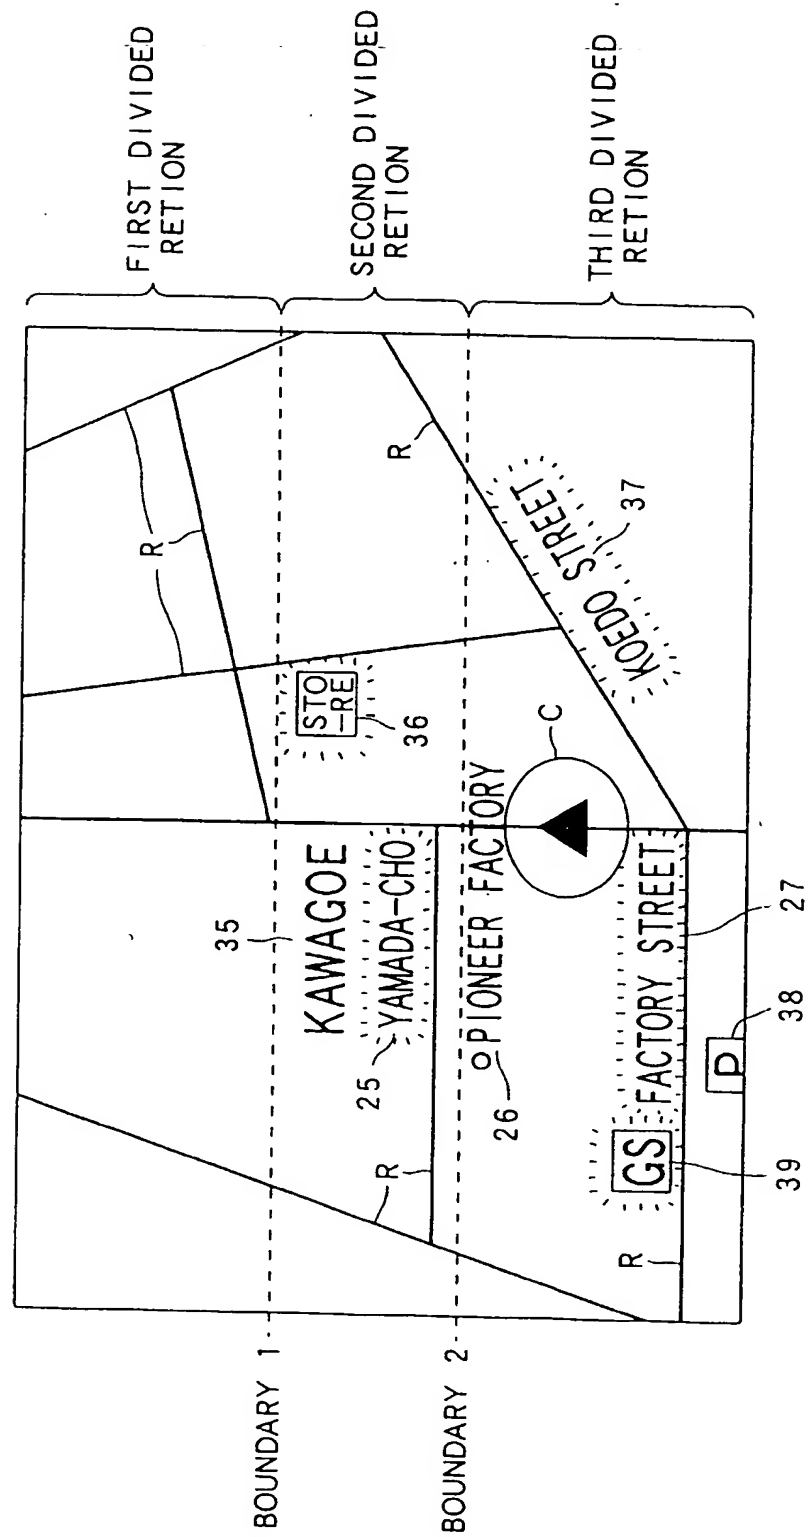 FIRST DIVIDED
RETION
SECOND DIVIDED
RETION
THIRD DIVIDED
RETION
BOUNDARY 1
BOUNDARY 2
R
R
R
R
R
35
KAWAGOE
25
YAMADA-CHO
STO
-RE
36
26
PIONEER FACTORY
C
KOEDO STREET
37
GS
FACTORY STREET
27
P
38
39